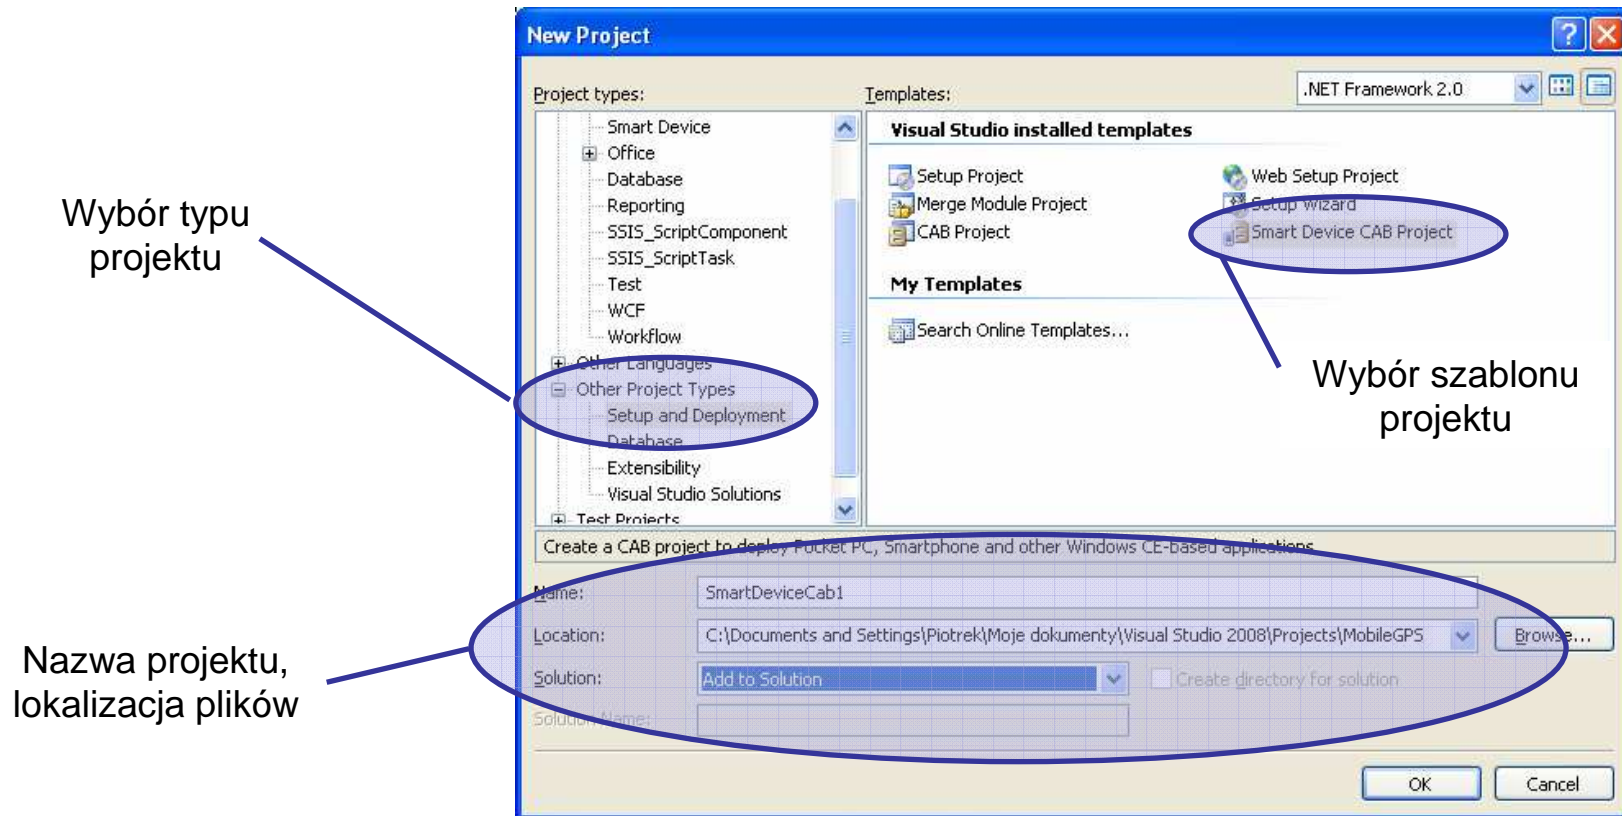 New Project
Project types:
Templates:
.NET Framework 2.0
Smart Device
Office
Database
Reporting
SSIS_ScriptComponent
SSIS_ScriptTask
Test
WCF
Workflow
Other Languages
Other Project Types
Setup and Deployment
Database
Extensibility
Visual Studio Solutions
Test Projects
Visual Studio installed templates
Setup Project
Web Setup Project
Merge Module Project
Setup Wizard
CAB Project
Smart Device CAB Project
My Templates
Search Online Templates...
Wybór typu
projektu
Wybór szablonu
projektu
Create a CAB project to deploy Pocket PC, Smartphone and other Windows CE-based applications
Name:
SmartDeviceCab1
Location:
C:\Documents and Settings\Piotrek\Moje dokumenty\Visual Studio 2008\Projects\MobileGPS
Browse...
Solution:
Add to Solution
Create directory for solution
Solution Name:
Nazwa projektu,
lokalizacja plików
OK
Cancel